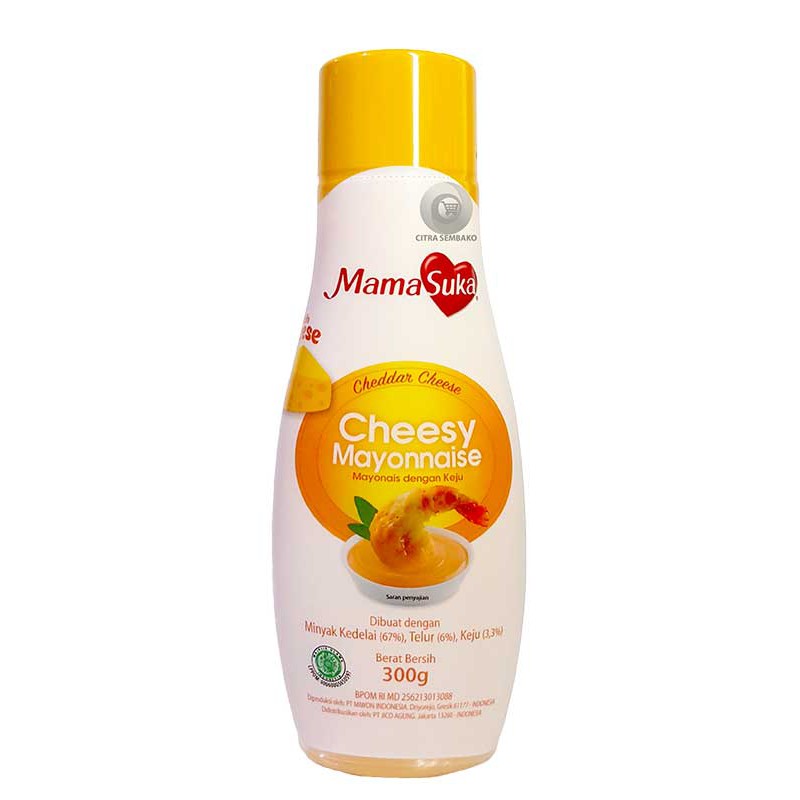 CITRA SEMBAKO
MamaSuka
Cheddar Cheese
Cheesy
Mayonnaise
Mayonais dengan Keju
Saran penyajian
Dibuat dengan
Minyak Kedelai (67%), Telur (6%), Keju (3,3%)
Berat Bersih
300g
BPOM RI MD 256213013088
Diproduksi oleh: PT MIWON INDONESIA, Driyorejo, Gresik 61177 - INDONESIA
Didistribusikan oleh: PT JICO AGUNG, Jakarta 13260 - INDONESIA